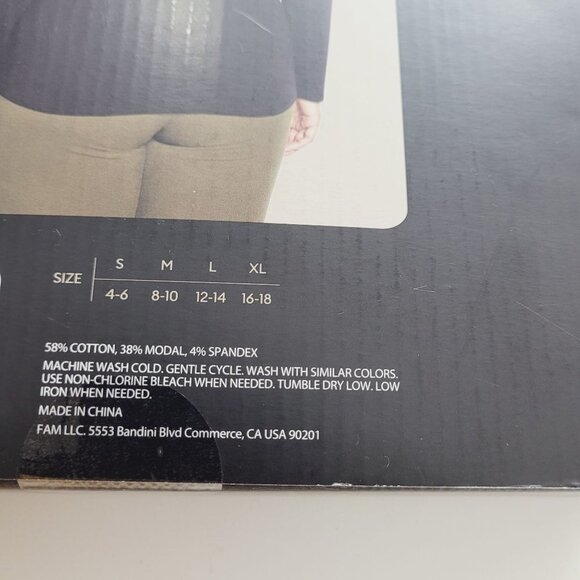 SIZE S M L XL
4-6 8-10 12-14 16-18
58% COTTON, 38% MODAL, 4% SPANDEX
MACHINE WASH COLD. GENTLE CYCLE. WASH WITH SIMILAR COLORS.
USE NON-CHLORINE BLEACH WHEN NEEDED. TUMBLE DRY LOW. LOW
IRON WHEN NEEDED.
MADE IN CHINA
FAM LLC. 5553 Bandini Blvd Commerce, CA USA 90201